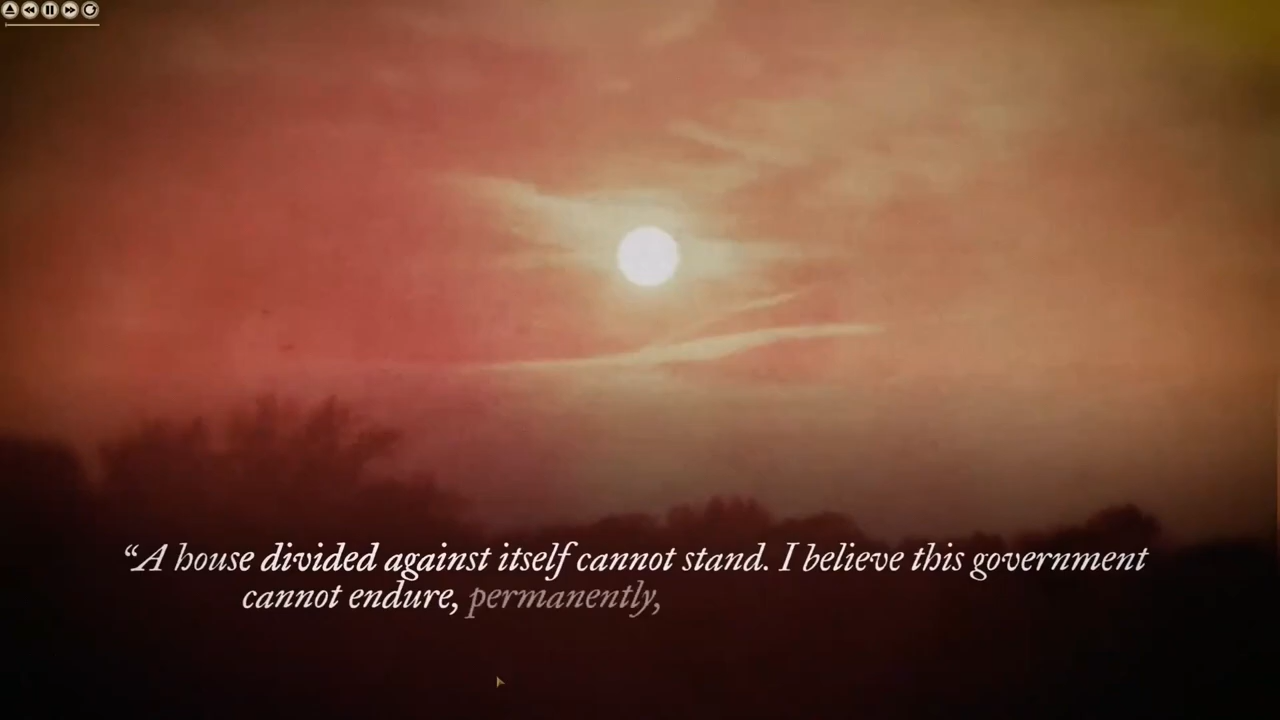 “A house divided against itself cannot stand. I believe this government
cannot endure, permanently,